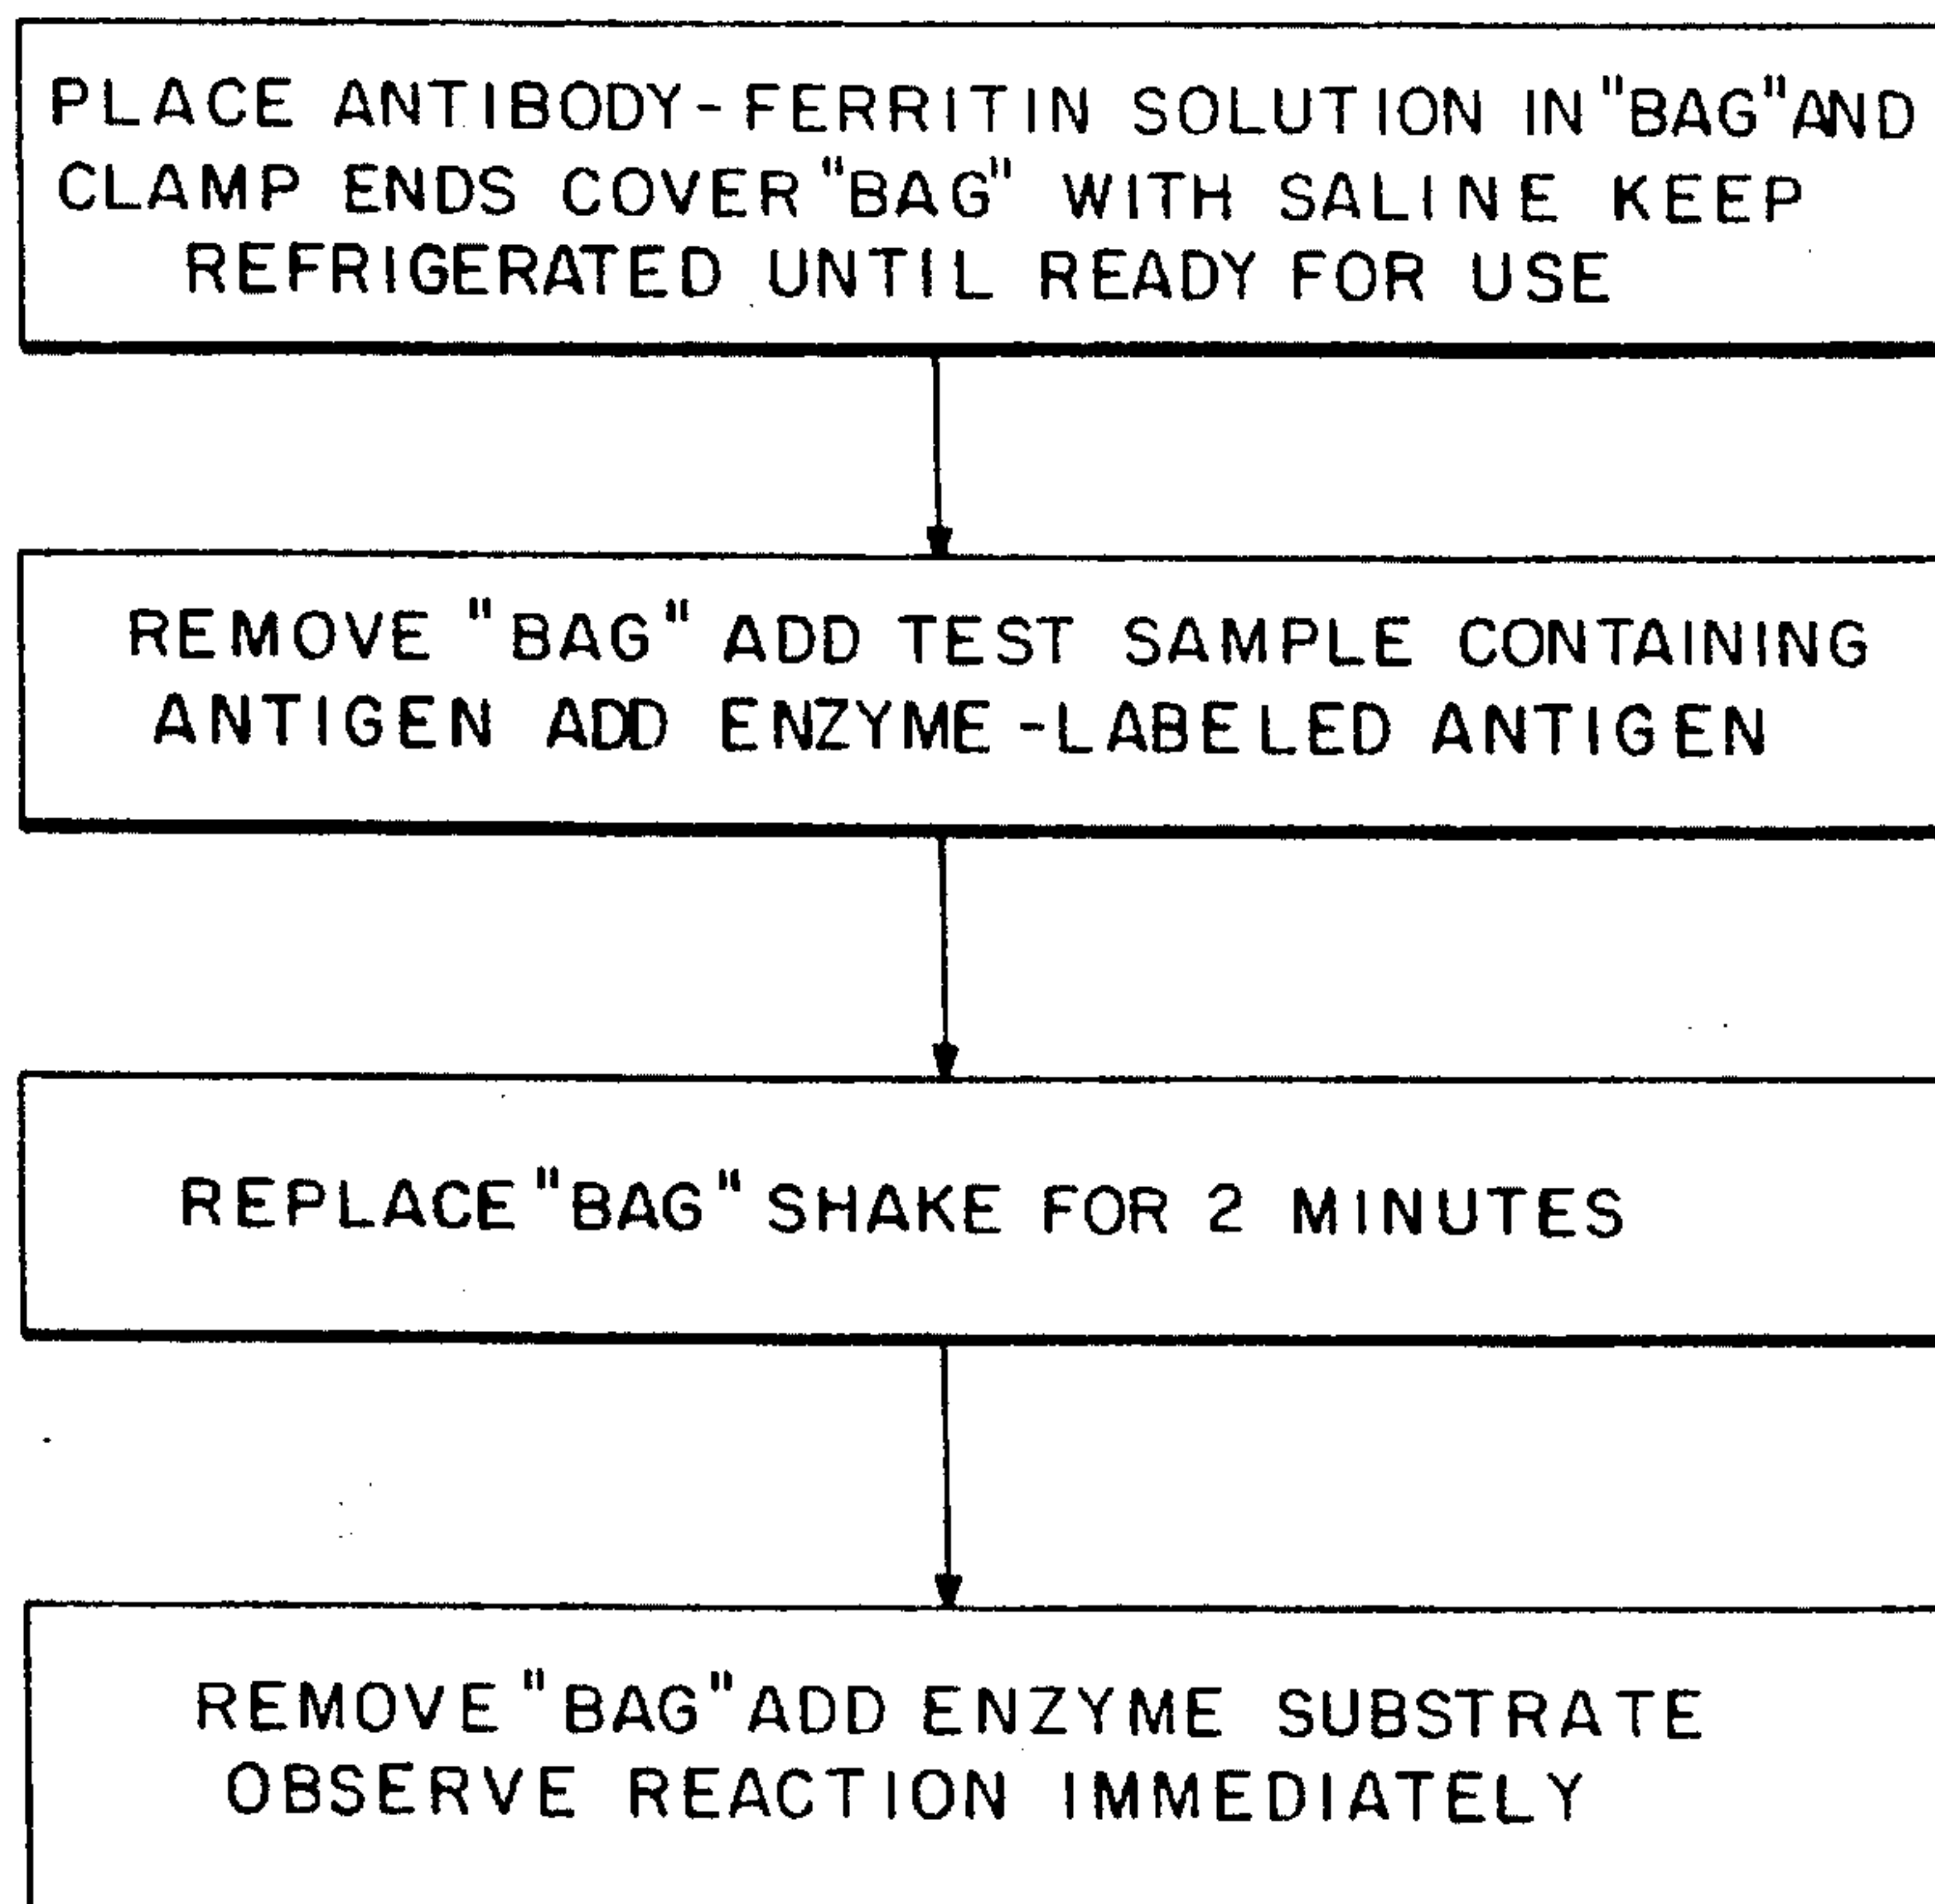 PLACE ANTIBODY-FERRITIN SOLUTION IN "BAG" AND
CLAMP ENDS COVER "BAG" WITH SALINE KEEP
REFRIGERATED UNTIL READY FOR USE
REMOVE "BAG" ADD TEST SAMPLE CONTAINING
ANTIGEN ADD ENZYME-LABELED ANTIGEN
REPLACE "BAG" SHAKE FOR 2 MINUTES
REMOVE "BAG" ADD ENZYME SUBSTRATE
OBSERVE REACTION IMMEDIATELY